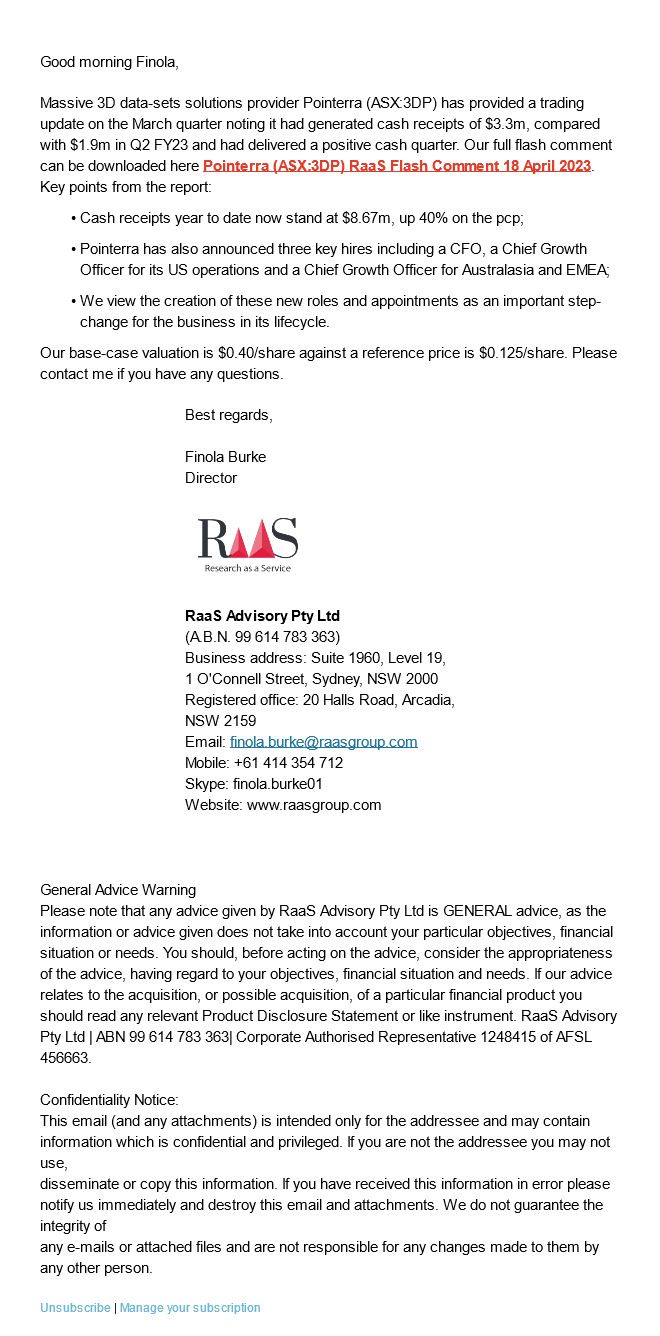 Good morning Finola,
Massive 3D data-sets solutions provider Pointerra (ASX:3DP) has provided a trading
update on the March quarter noting it had generated cash receipts of $3.3m, compared
with $1.9m in Q2 FY23 and had delivered a positive cash quarter. Our full flash comment
can be downloaded here Pointerra (ASX:3DP) RaaS Flash Comment 18 April 2023.
Key points from the report:
• Cash receipts year to date now stand at $8.67m, up 40% on the pcp;
• Pointerra has also announced three key hires including a CFO, a Chief Growth
Officer for its US operations and a Chief Growth Officer for Australasia and EMEA;
• We view the creation of these new roles and appointments as an important step-
change for the business in its lifecycle.
Our base-case valuation is $0.40/share against a reference price is $0.125/share. Please
contact me if you have any questions.
Best regards,
Finola Burke
Director
RAAS
Research as a Service
RaaS Advisory Pty Ltd
(A.B.N. 99 614 783 363)
Business address: Suite 1960, Level 19,
1 O'Connell Street, Sydney, NSW 2000
Registered office: 20 Halls Road, Arcadia,
NSW 2159
Email: finola.burke@raasgroup.com
Mobile: +61 414 354 712
Skype: finola.burke01
Website: www.raasgroup.com
General Advice Warning
Please note that any advice given by RaaS Advisory Pty Ltd is GENERAL advice, as the
information or advice given does not take into account your particular objectives, financial
situation or needs. You should, before acting on the advice, consider the appropriateness
of the advice, having regard to your objectives, financial situation and needs. If our advice
relates to the acquisition, or possible acquisition, of a particular financial product you
should read any relevant Product Disclosure Statement or like instrument. RaaS Advisory
Pty Ltd | ABN 99 614 783 363| Corporate Authorised Representative 1248415 of AFSL
456663.
Confidentiality Notice:
This email (and any attachments) is intended only for the addressee and may contain
information which is confidential and privileged. If you are not the addressee you may not
use,
disseminate or copy this information. If you have received this information in error please
notify us immediately and destroy this email and attachments. We do not guarantee the
integrity of
any e-mails or attached files and are not responsible for any changes made to them by
any other person.
Unsubscribe | Manage your subscription